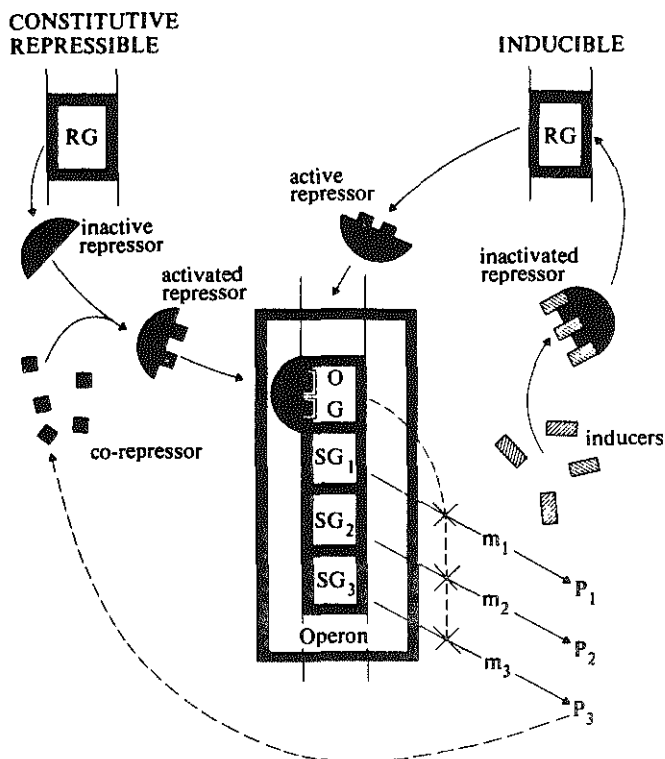 CONSTITUTIVE
REPRESSIBLE
INDUCIBLE
RG
RG
active
repressor
inactive
repressor
activated
repressor
inactivated
repressor
O
G
co-repressor
inducers
SG₁
SG₂
SG₃
Operon
m₁
m₂
m₃
P₁
P₂
P₃